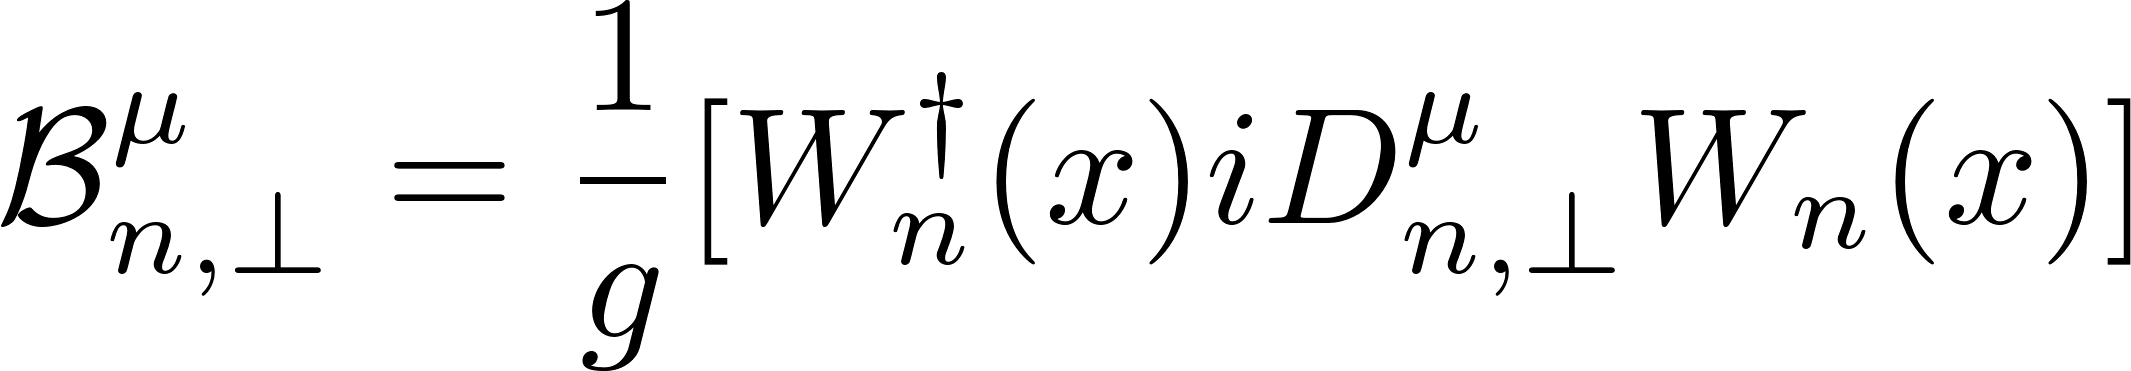 \mathcal{B}^{\mu}_{n,\perp} = \frac{1}{g} [W^{\dagger}_{n}(x) i D^{\mu}_{n,\perp} W_{n}(x)]